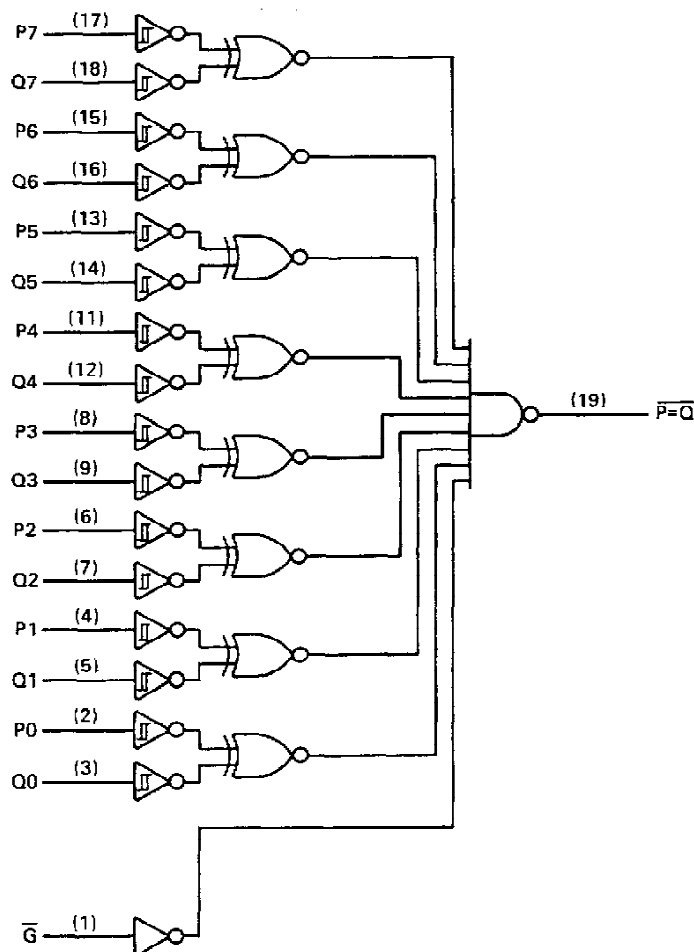 P7 (17)
Q7 (18)
P6 (15)
Q6 (16)
P5 (13)
Q5 (14)
P4 (11)
Q4 (12)
P3 (8)
(19) P=Q
Q3 (9)
P2 (6)
Q2 (7)
P1 (4)
Q1 (5)
P0 (2)
Q0 (3)
G (1)